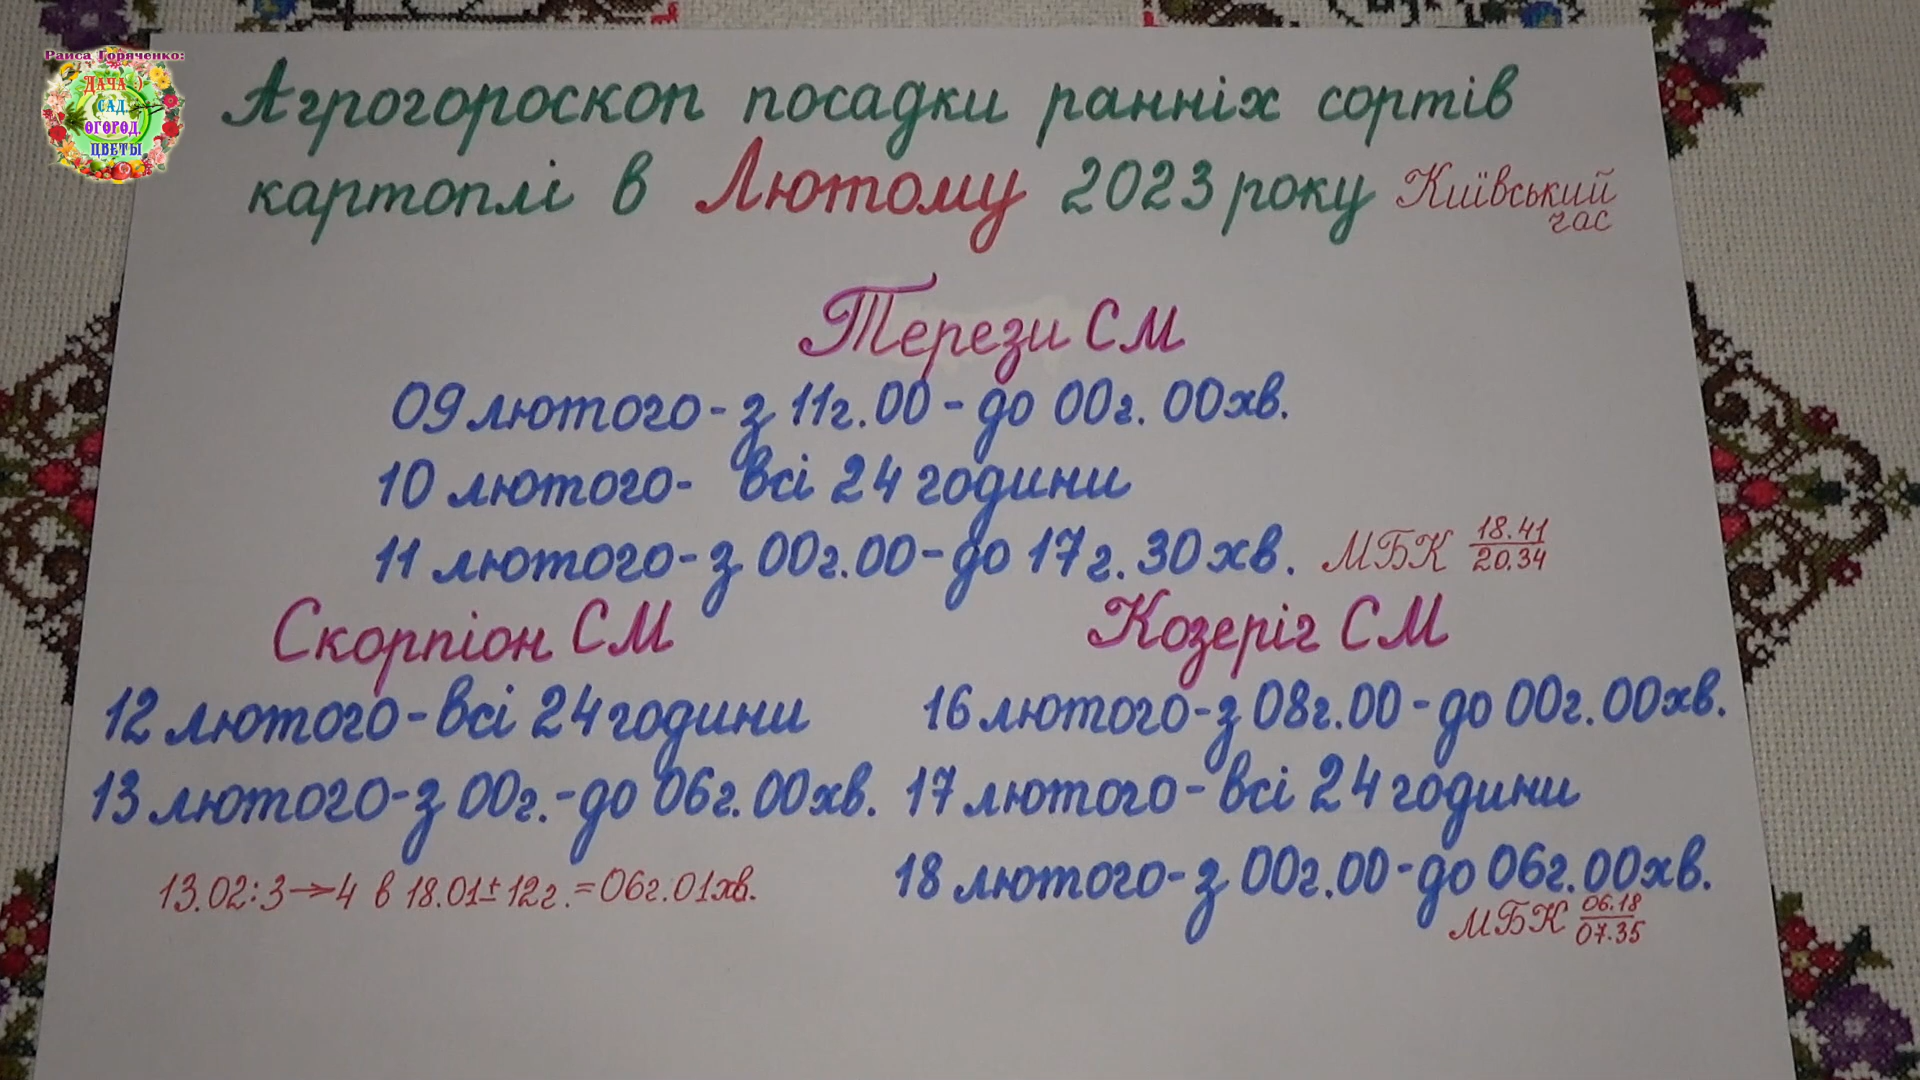 Раиса Горяченко:
Дача
сад
огород,
цветы
Агрогороскоп посадки ранніх сортів
картоплі в Лютому 2023 року Київський
час
Терези СМ
09 лютого - з 11г.00 - до 00г. 00хв.
10 лютого - всі 24 години
11 лютого - з 00г.00 - до 17г. 30хв. МБК 18.41
20.34
Скорпіон СМ
12 лютого - всі 24 години
13 лютого - з 00г. - до 06г. 00хв.
13.02: 3→4 в 18.01 ± 12г. = 06г.01хв.
Козеріг СМ
16 лютого - з 08г.00 - до 00г. 00хв.
17 лютого - всі 24 години
18 лютого - з 00г.00 - до 06г.00хв.
МБК 06.18
07.35